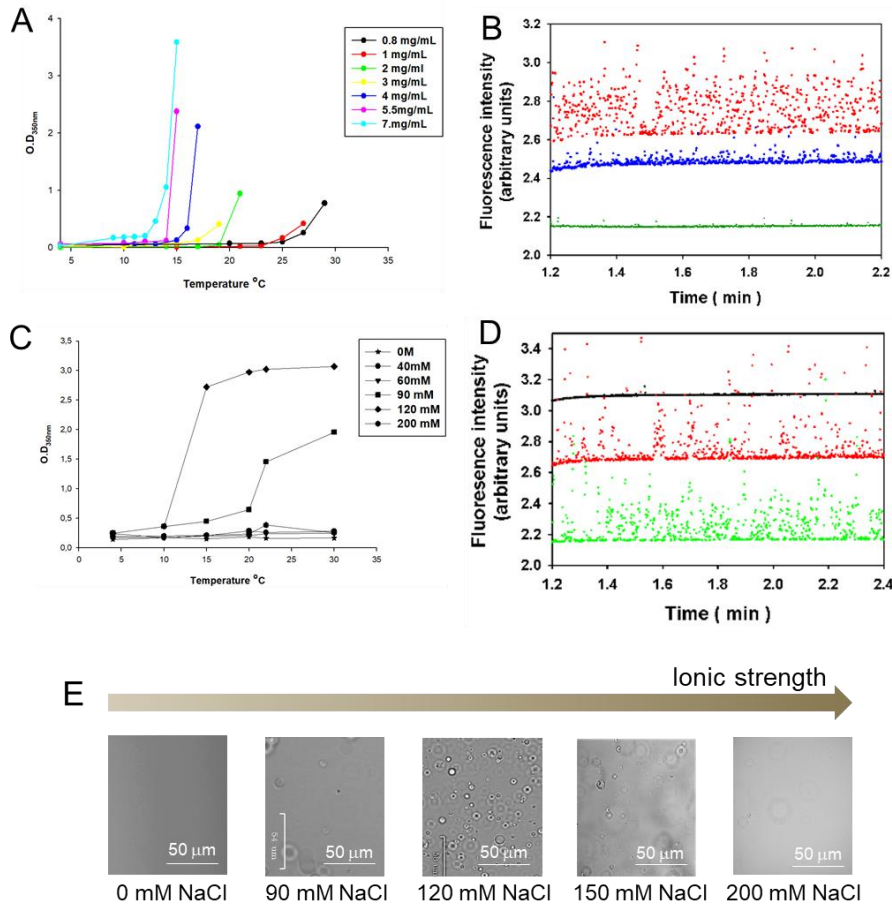 A
O.D350nm
4
3
2
1
0
5
10
15
20
25
30
35
Temperature oC
0.8 mg/mL
1 mg/mL
2 mg/ml
3 mg/mL
4 mg/mL
5.5mg/mL
7.mg/mL
B
Fluorescence intensity
(arbitrary units)
3.2
3.0
2.8
2.6
2.4
2.2
2.0
1.2
1.4
1.6
1.8
2.0
2.2
Time ( min )
C
O.D350nm
3,5
3,0
2,5
2,0
1,5
1,0
0,5
0,0
0
5
10
15
20
25
30
35
Temperature oC
0M
40mM
60mM
90 mM
120 mM
200 mM
D
Fluoresence intensity
(arbitrary units)
3.4
3.2
3.0
2.8
2.6
2.4
2.2
2.0
1.2
1.4
1.6
1.8
2.0
2.2
2.4
Time ( min )
E
Ionic strength
50 μm
54 um
50 μm
50 μm
50 μm
50 μm
0 mM NaCl
90 mM NaCl
120 mM NaCl
150 mM NaCl
200 mM NaCl